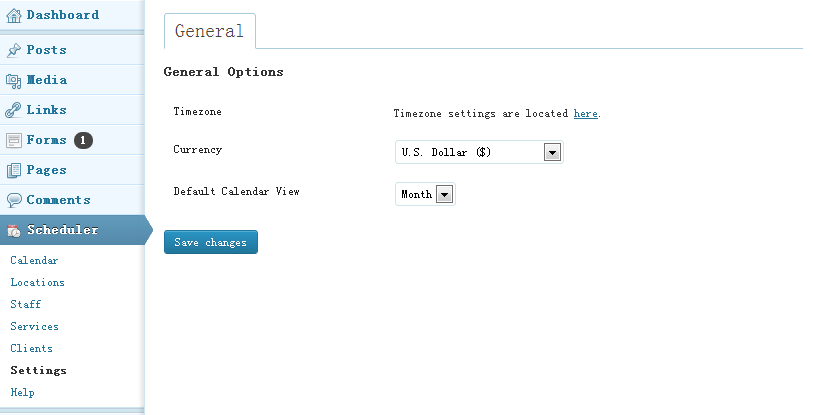 Dashboard
Posts
Media
Links
Forms 1
Pages
Comments
Scheduler
Calendar
Locations
Staff
Services
Clients
Settings
Help
General
General Options
Timezone
Timezone settings are located here.
Currency
U.S. Dollar ($)
Default Calendar View
Month
Save changes